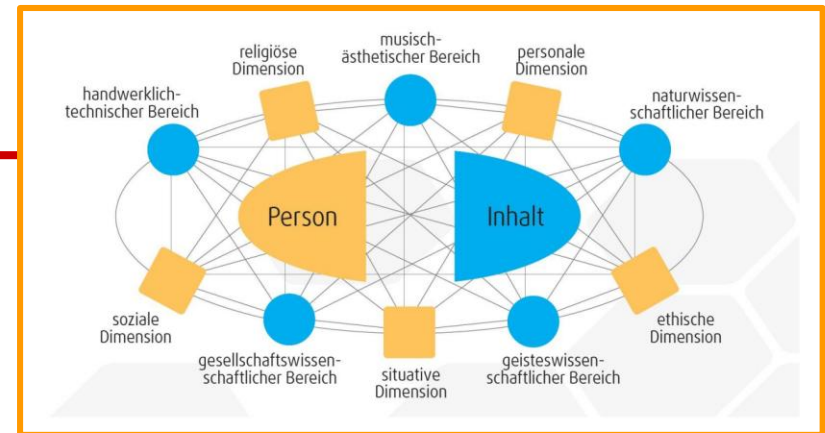 musisch-
ästhetischer Bereich
religiöse
Dimension
personale
Dimension
handwerklich-
technischer Bereich
naturwissen-
schaftlicher Bereich
Person
Inhalt
soziale
Dimension
ethische
Dimension
gesellschaftswissen-
schaftlicher Bereich
situative
Dimension
geisteswissen-
schaftlicher Bereich